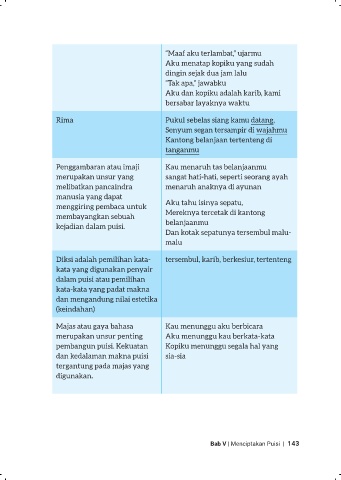 "Maaf aku terlambat," ujarmu
Aku menatap kopiku yang sudah
dingin sejak dua jam lalu
"Tak apa," jawabku
Aku dan kopiku adalah karib, kami
bersabar layaknya waktu
Rima
Pukul sebelas siang kamu datang.
Senyum segan tersampir di wajahmu
Kantong belanjaan tertenteng di
tanganmu
Penggambaran atau imaji
merupakan unsur yang
melibatkan pancaindra
manusia yang dapat
menggiring pembaca untuk
membayangkan sebuah
kejadian dalam puisi.
Kau menaruh tas belanjaanmu
sangat hati-hati, seperti seorang ayah
menaruh anaknya di ayunan
Aku tahu isinya sepatu,
Mereknya tercetak di kantong
belanjaanmu
Dan kotak sepatunya tersembul malu-
malu
Diksi adalah pemilihan kata-
kata yang digunakan penyair
dalam puisi atau pemilihan
kata-kata yang padat makna
dan mengandung nilai estetika
(keindahan)
tersembul, karib, berkesiur, tertenteng
Majas atau gaya bahasa
merupakan unsur penting
pembangun puisi. Kekuatan
dan kedalaman makna puisi
tergantung pada majas yang
digunakan.
Kau menunggu aku berbicara
Aku menunggu kau berkata-kata
Kopiku menunggu segala hal yang
sia-sia
Bab V | Menciptakan Puisi | 143